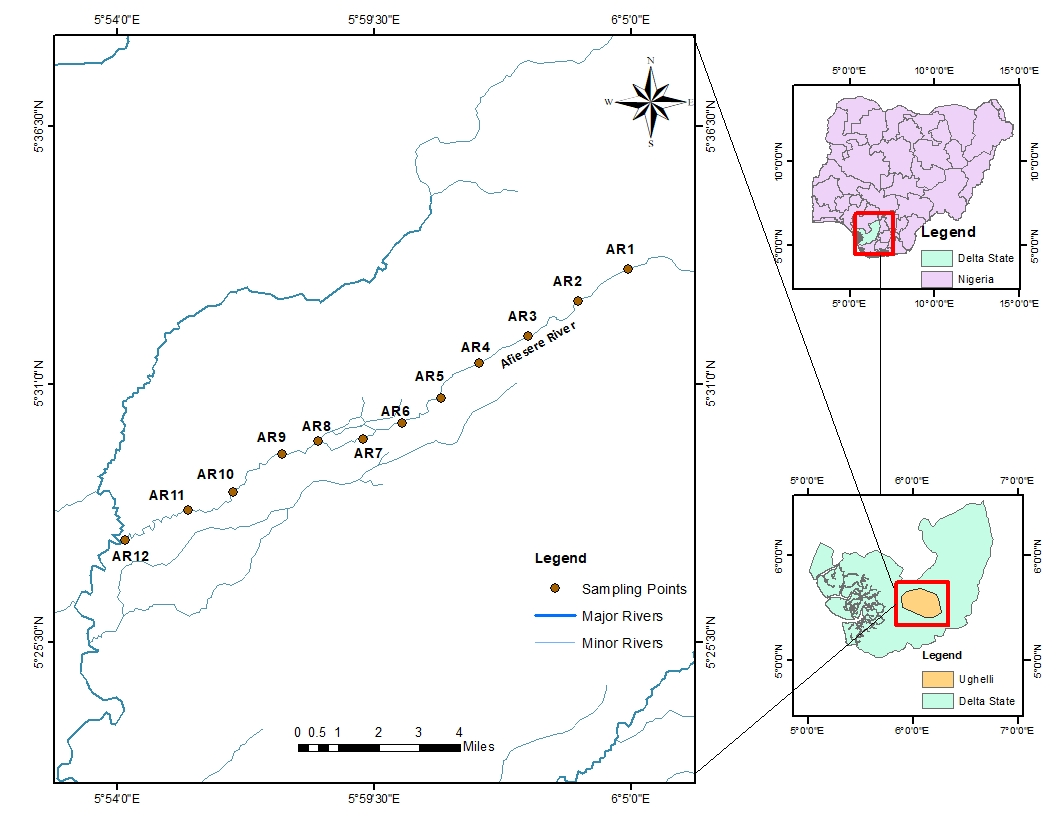 5°54'0"E
5°59'30"E
6°5'0"E
5°36'30"N
5°36'30"N
N
W
E
S
AR1
AR2
AR3
Afiesere River
AR4
5°31'0"N
5°31'0"N
AR5
AR6
AR8
AR9
AR7
AR10
AR11
AR12
Legend
Sampling Points
Major Rivers
Minor Rivers
5°25'30"N
5°25'30"N
0 0.5 1 2 3 4
Miles
5°54'0"E
5°59'30"E
6°5'0"E
5°0'0"E
10°0'0"E
15°0'0"E
10°0'0"N
10°0'0"N
5°0'0"N
5°0'0"N
Legend
Delta State
Nigeria
5°0'0"E
10°0'0"E
15°0'0"E
5°0'0"E
6°0'0"E
7°0'0"E
6°0'0"N
6°0'0"N
5°0'0"N
5°0'0"N
Legend
Ughelli
Delta State
5°0'0"E
6°0'0"E
7°0'0"E